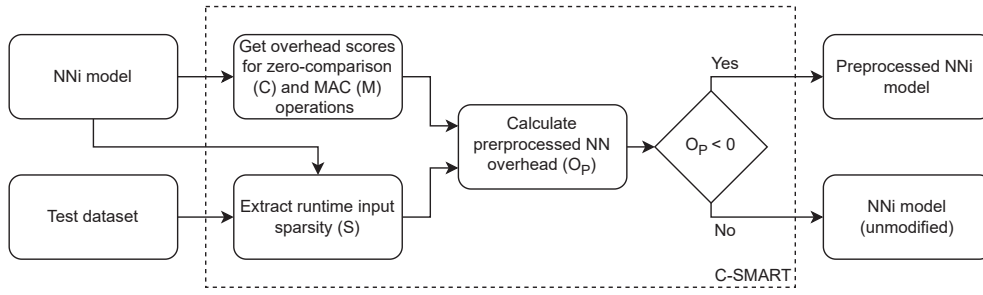 NNi model
Get overhead scores
for zero-comparison
(C) and MAC (M)
operations
Test dataset
Extract runtime input
sparsity (S)
Calculate
prerprocessed NN
overhead (OP)
OP < 0
Yes
No
Preprocessed NNi
model
NNi model
(unmodified)
C-SMART